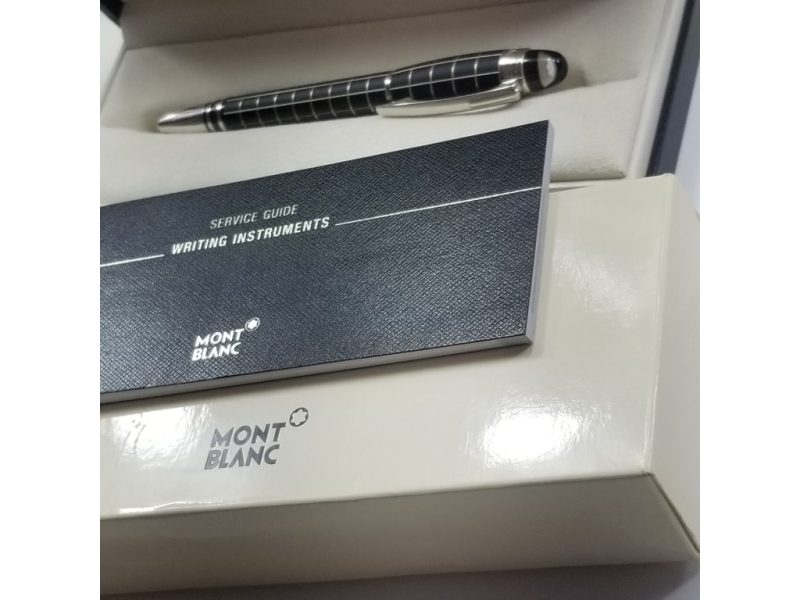 SERVICE GUIDE
WRITING INSTRUMENTS
MONT
BLANC
MONT
BLANC